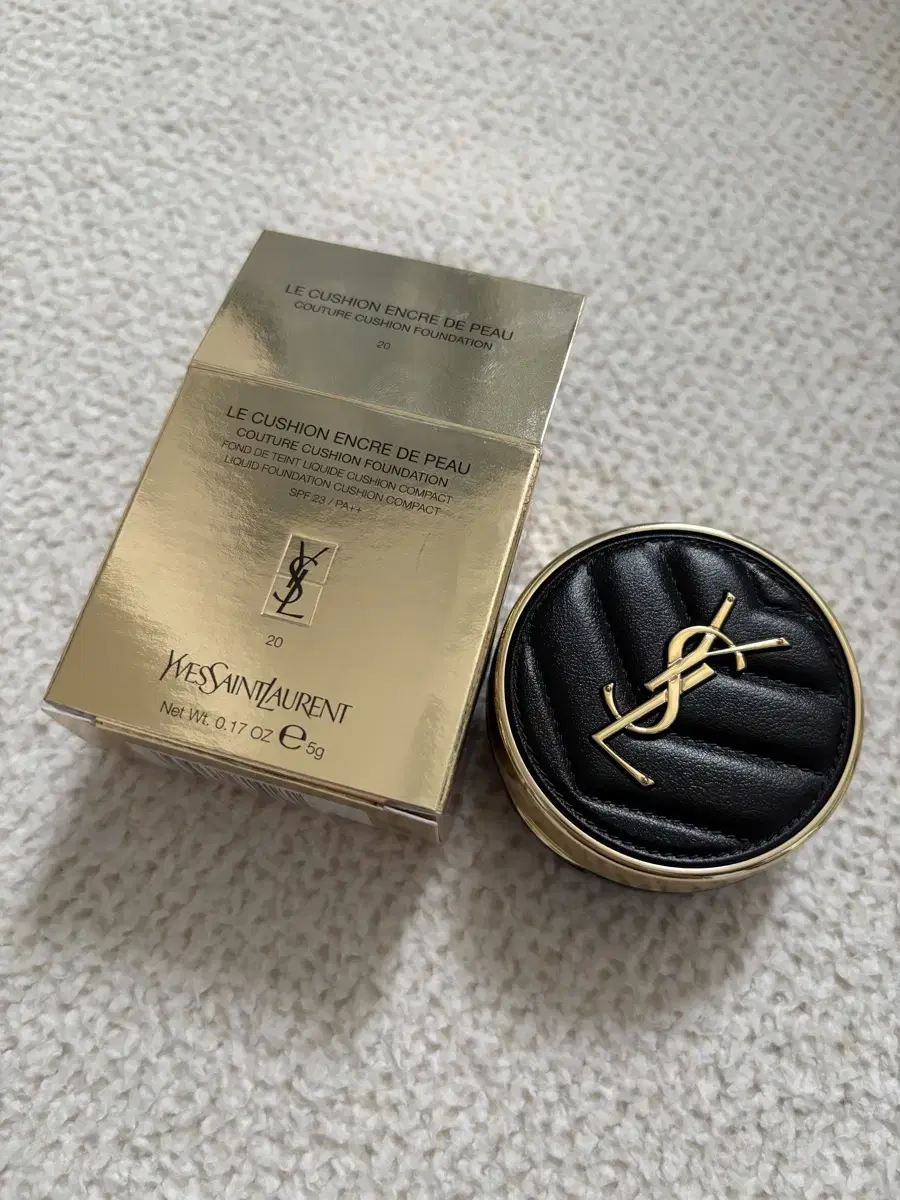 LE CUSHION ENCRE DE PEAU
COUTURE CUSHION FOUNDATION
20
LE CUSHION ENCRE DE PEAU
COUTURE CUSHION FOUNDATION
FOND DE TEINT LIQUIDE CUSHION COMPACT
LIQUID FOUNDATION CUSHION COMPACT
SPF 23 / PA++
YSL
20
YVESSAINTLAURENT
Net Wt. 0.17 OZ e 5g
YSL